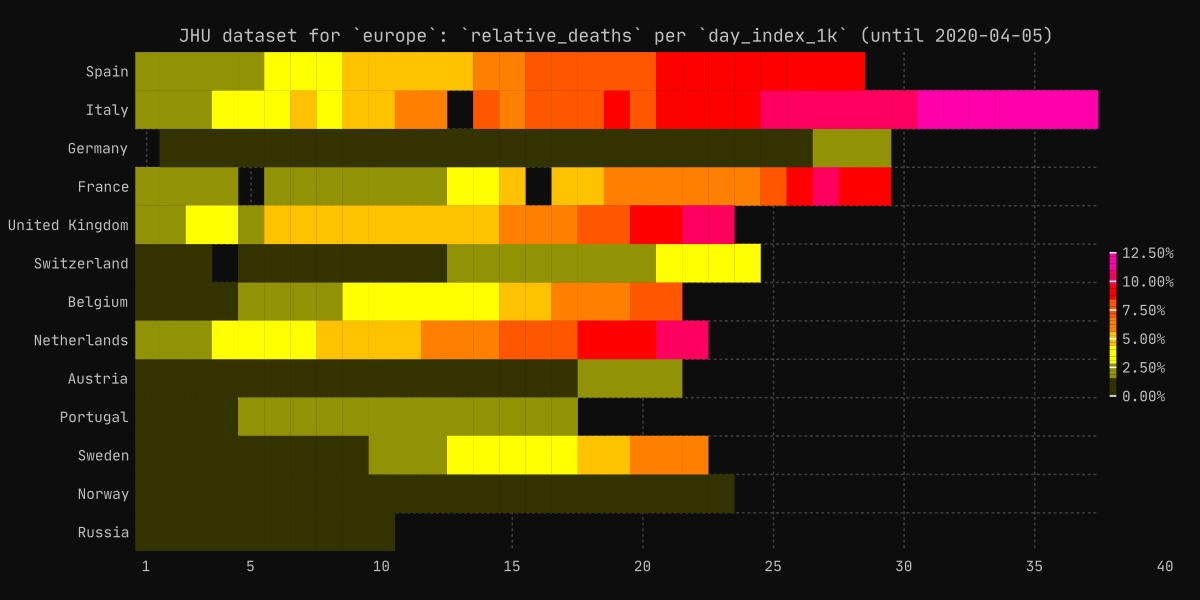 JHU dataset for `europe`: `relative_deaths` per `day_index_1k` (until 2020-04-05)
Spain
Italy
Germany
France
United Kingdom
Switzerland
Belgium
Netherlands
Austria
Portugal
Sweden
Norway
Russia
12.50%
10.00%
7.50%
5.00%
2.50%
0.00%
1 5 10 15 20 25 30 35 40